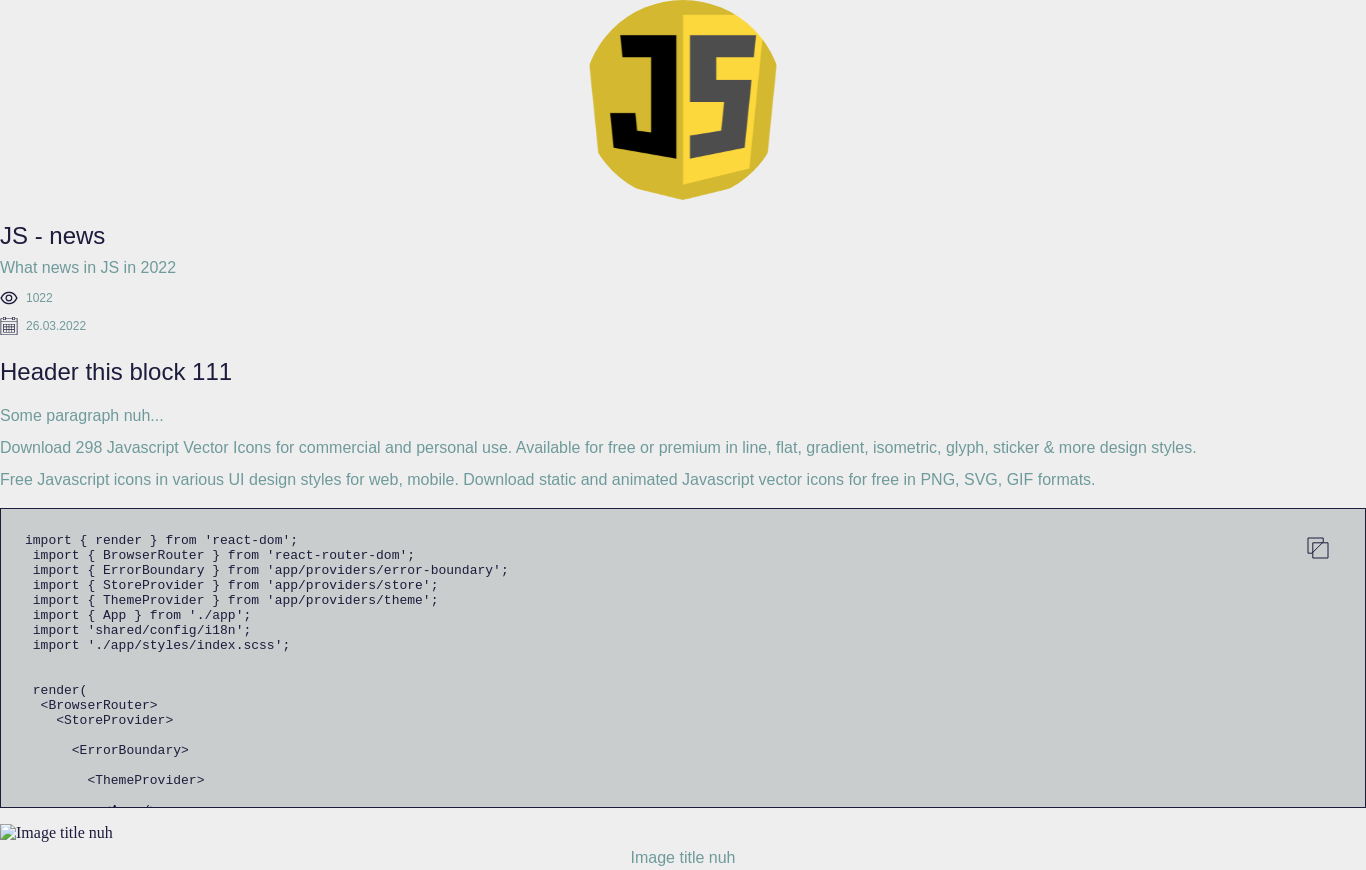 JS
JS - news
What news in JS in 2022
1022
26.03.2022
Header this block 111
Some paragraph nuh...
Download 298 Javascript Vector Icons for commercial and personal use. Available for free or premium in line, flat, gradient, isometric, glyph, sticker & more design styles.
Free Javascript icons in various UI design styles for web, mobile. Download static and animated Javascript vector icons for free in PNG, SVG, GIF formats.
import { render } from 'react-dom';
import { BrowserRouter } from 'react-router-dom';
import { ErrorBoundary } from 'app/providers/error-boundary';
import { StoreProvider } from 'app/providers/store';
import { ThemeProvider } from 'app/providers/theme';
import { App } from './app';
import 'shared/config/i18n';
import './app/styles/index.scss';
render(
<BrowserRouter>
<StoreProvider>
<ErrorBoundary>
<ThemeProvider>
Image title nuh
Image title nuh